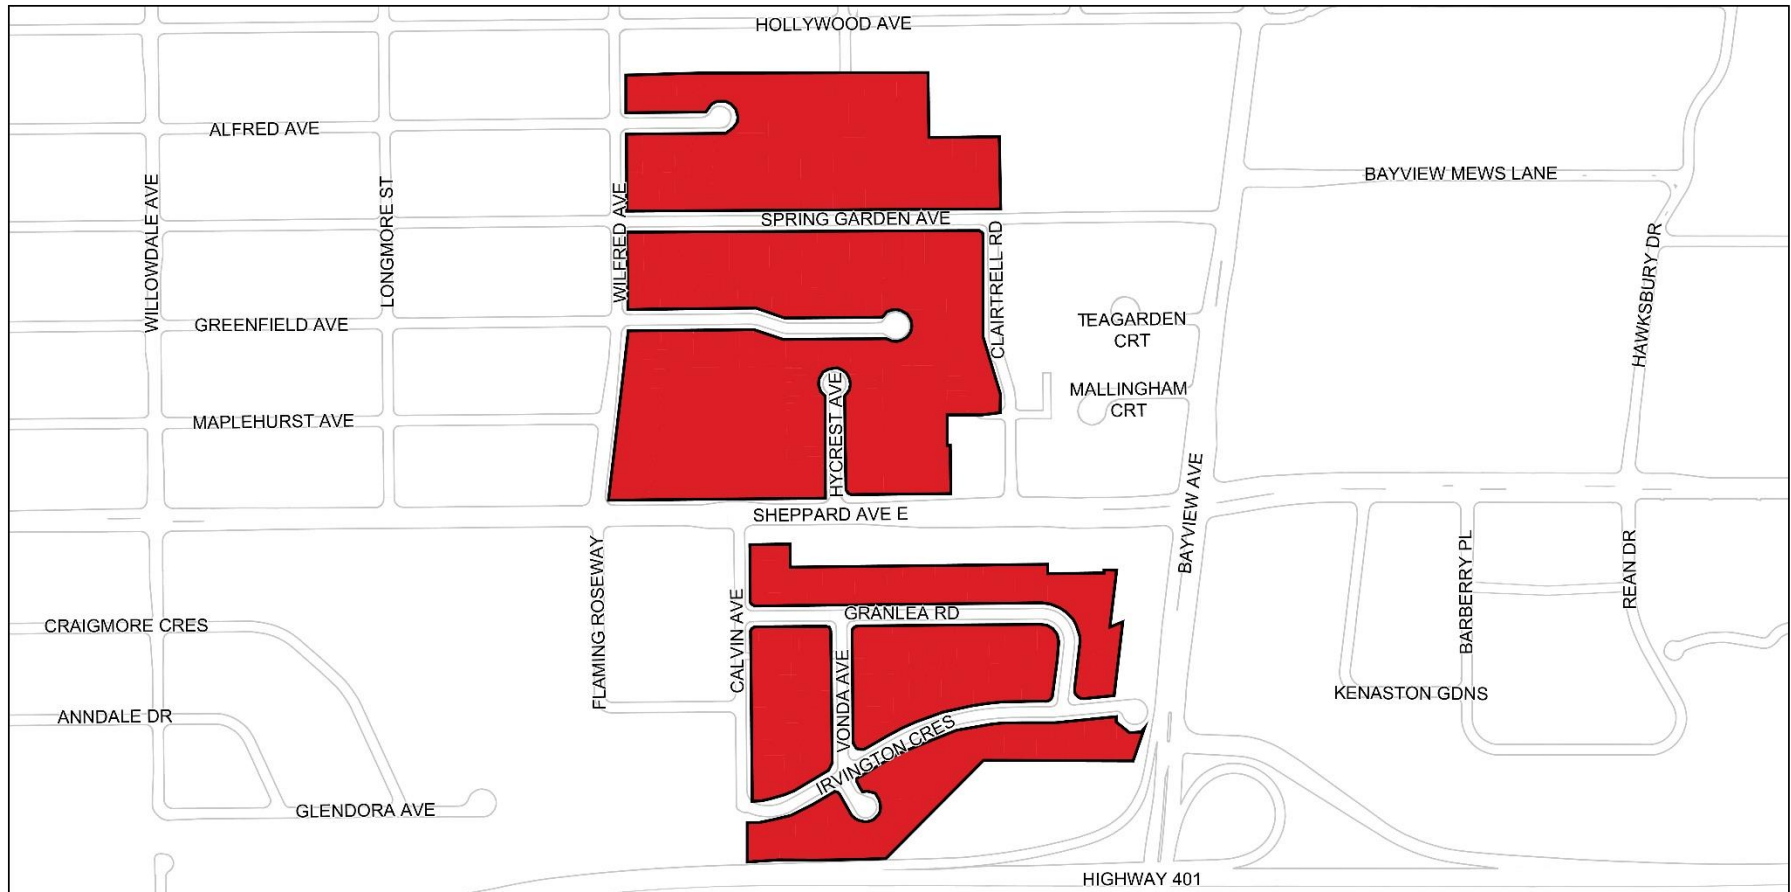 HOLLYWOOD AVE
ALFRED AVE
BAYVIEW MEWS LANE
WILLOWDALE AVE
LONGMORE ST
WILFRED AVE
SPRING GARDEN AVE
CLAIRTRELL RD
HAWKSBURY DR
GREENFIELD AVE
TEAGARDEN
CRT
MALLINGHAM
CRT
MAPLEHURST AVE
HYCREST AVE
BAYVIEW AVE
SHEPPARD AVE E
FLAMING ROSEWAY
CALVIN AVE
GRANLEA RD
BARBERRY PL
REAN DR
CRAIGMORE CRES
VONDA AVE
KENASTON GDNS
ANNDALE DR
IRVINGTON CRES
GLENDORA AVE
HIGHWAY 401